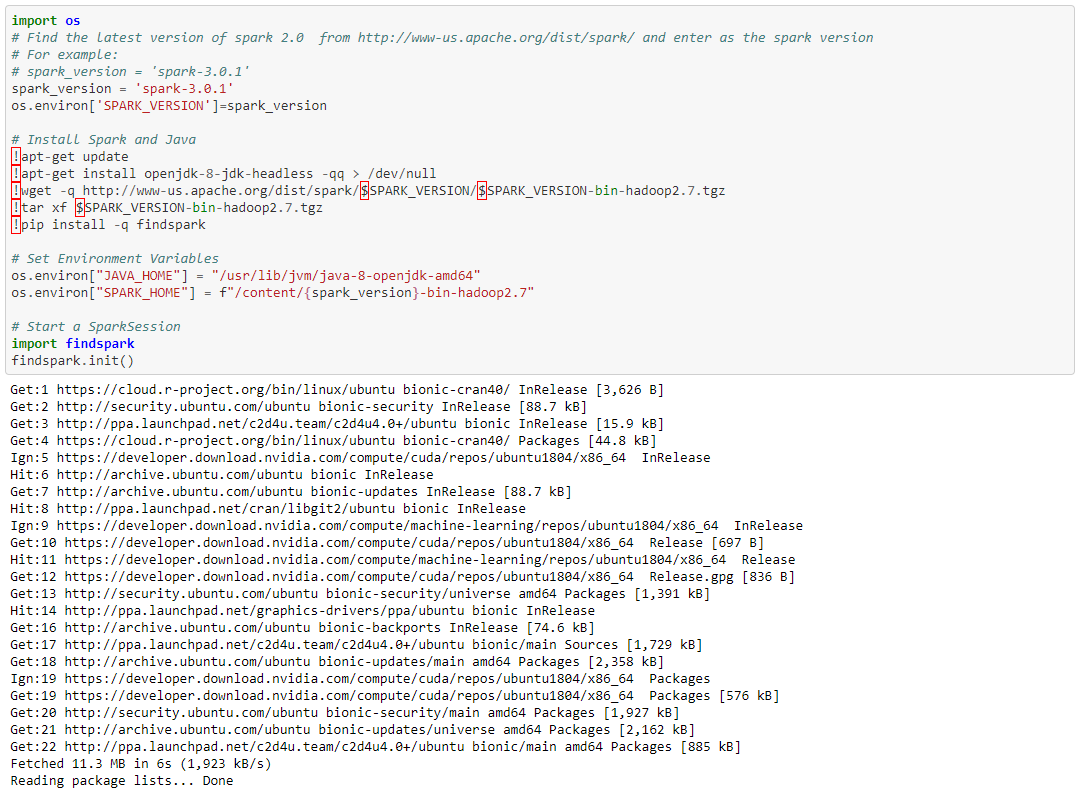 import os
# Find the latest version of spark 2.0  from http://www-us.apache.org/dist/spark/ and enter as the spark version
# For example:
# spark_version = 'spark-3.0.1'
spark_version = 'spark-3.0.1'
os.environ['SPARK_VERSION']=spark_version
# Install Spark and Java
!apt-get update
!apt-get install openjdk-8-jdk-headless -qq > /dev/null
!wget -q http://www-us.apache.org/dist/spark/$SPARK_VERSION/$SPARK_VERSION-bin-hadoop2.7.tgz
!tar xf $SPARK_VERSION-bin-hadoop2.7.tgz
!pip install -q findspark
# Set Environment Variables
os.environ["JAVA_HOME"] = "/usr/lib/jvm/java-8-openjdk-amd64"
os.environ["SPARK_HOME"] = f"/content/{spark_version}-bin-hadoop2.7"
# Start a SparkSession
import findspark
findspark.init()
Get:1 https://cloud.r-project.org/bin/linux/ubuntu bionic-cran40/ InRelease [3,626 B]
Get:2 http://security.ubuntu.com/ubuntu bionic-security InRelease [88.7 kB]
Get:3 http://ppa.launchpad.net/c2d4u.team/c2d4u4.0+/ubuntu bionic InRelease [15.9 kB]
Get:4 https://cloud.r-project.org/bin/linux/ubuntu bionic-cran40/ Packages [44.8 kB]
Ign:5 https://developer.download.nvidia.com/compute/cuda/repos/ubuntu1804/x86_64  InRelease
Hit:6 http://archive.ubuntu.com/ubuntu bionic InRelease
Get:7 http://archive.ubuntu.com/ubuntu bionic-updates InRelease [88.7 kB]
Hit:8 http://ppa.launchpad.net/cran/libgit2/ubuntu bionic InRelease
Ign:9 https://developer.download.nvidia.com/compute/machine-learning/repos/ubuntu1804/x86_64  InRelease
Get:10 https://developer.download.nvidia.com/compute/cuda/repos/ubuntu1804/x86_64  Release [697 B]
Hit:11 https://developer.download.nvidia.com/compute/machine-learning/repos/ubuntu1804/x86_64  Release
Get:12 https://developer.download.nvidia.com/compute/cuda/repos/ubuntu1804/x86_64  Release.gpg [836 B]
Get:13 http://security.ubuntu.com/ubuntu bionic-security/universe amd64 Packages [1,391 kB]
Hit:14 http://ppa.launchpad.net/graphics-drivers/ppa/ubuntu bionic InRelease
Get:16 http://archive.ubuntu.com/ubuntu bionic-backports InRelease [74.6 kB]
Get:17 http://ppa.launchpad.net/c2d4u.team/c2d4u4.0+/ubuntu bionic/main Sources [1,729 kB]
Get:18 http://archive.ubuntu.com/ubuntu bionic-updates/main amd64 Packages [2,358 kB]
Ign:19 https://developer.download.nvidia.com/compute/cuda/repos/ubuntu1804/x86_64  Packages
Get:19 https://developer.download.nvidia.com/compute/cuda/repos/ubuntu1804/x86_64  Packages [576 kB]
Get:20 http://security.ubuntu.com/ubuntu bionic-security/main amd64 Packages [1,927 kB]
Get:21 http://archive.ubuntu.com/ubuntu bionic-updates/universe amd64 Packages [2,162 kB]
Get:22 http://ppa.launchpad.net/c2d4u.team/c2d4u4.0+/ubuntu bionic/main amd64 Packages [885 kB]
Fetched 11.3 MB in 6s (1,923 kB/s)
Reading package lists... Done